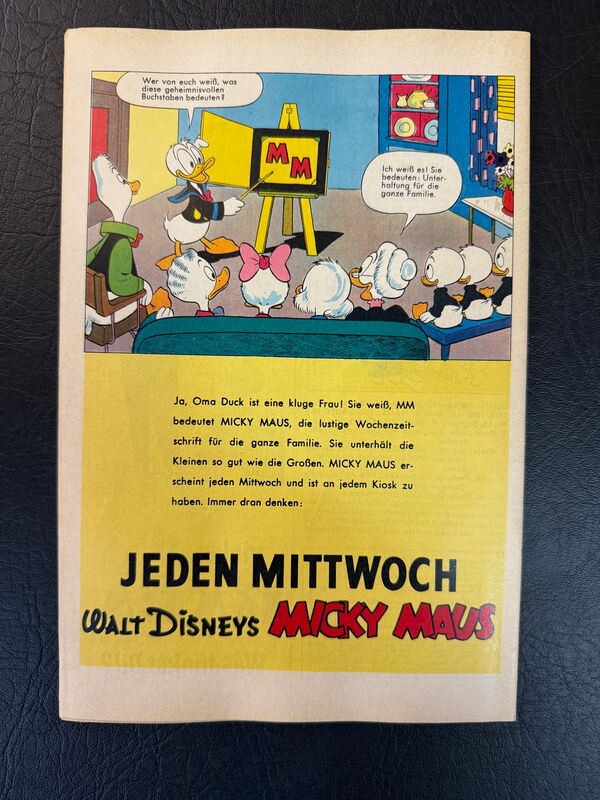 Wer von euch weiß, was
diese geheimnisvollen
Buchstaben bedeuten?
MM
Ich weiß es! Sie
bedeuten: Unter-
haltung für die
ganze Familie.
Ja, Oma Duck ist eine kluge Frau! Sie weiß, MM
bedeutet MICKY MAUS, die lustige Wochenzeit-
schrift für die ganze Familie. Sie unterhält die
Kleinen so gut wie die Großen. MICKY MAUS er-
scheint jeden Mittwoch und ist an jedem Kiosk zu
haben. Immer dran denken:
JEDEN MITTWOCH
WALT DISNEYS MICKY MAUS